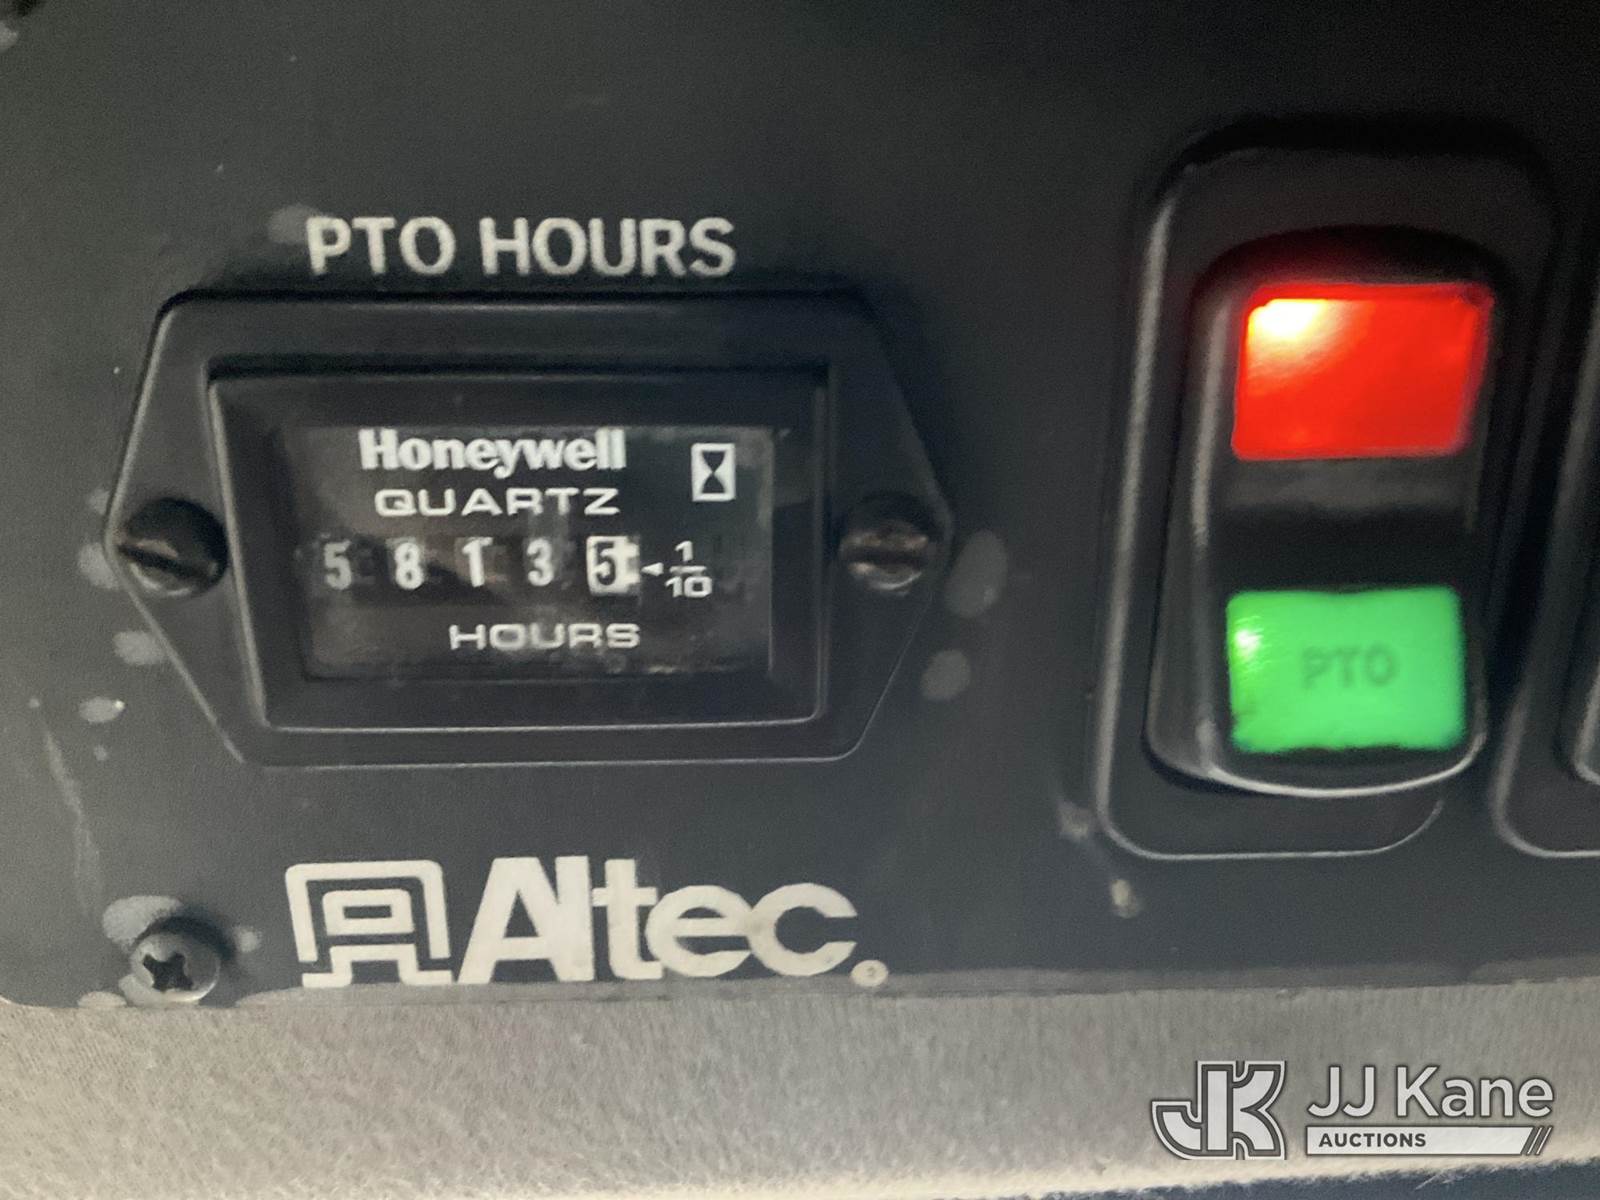 PTO HOURS
Honeywell
QUARTZ
5 8 1 3 5 1/10
HOURS
PTO
Altec
JJ Kane
AUCTIONS